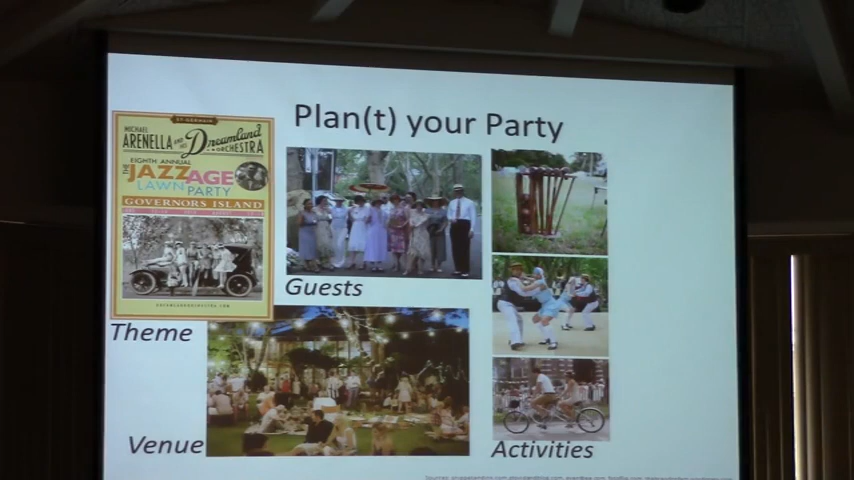 Plan(t) your Party
ST GERMAIN
MICHAEL
ARENELLA AND HIS Dreamland
ORCHESTRA
EIGHTH ANNUAL
THE JAZZ AGE
LAWN PARTY
GOVERNORS ISLAND
Theme
Guests
Venue
Activities